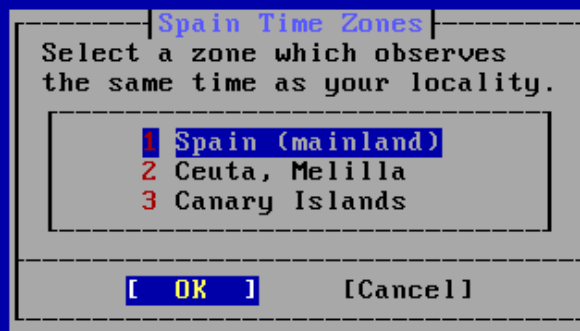 Spain Time Zones
Select a zone which observes
the same time as your locality.
1 Spain (mainland)
2 Ceuta, Melilla
3 Canary Islands
[ OK ] [Cancel]